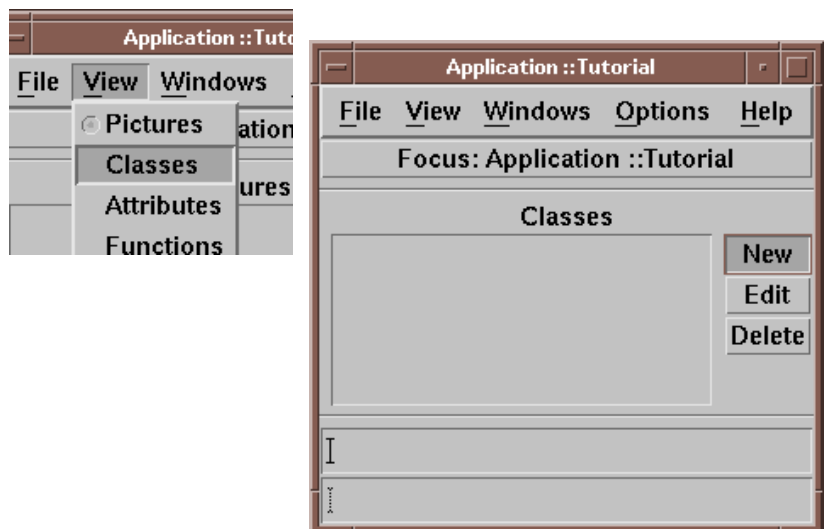 Application ::Tuto
File View Windows
Pictures
ation
Classes
ures
Attributes
Functions
Application ::Tutorial
File View Windows Options Help
Focus: Application ::Tutorial
Classes
New
Edit
Delete